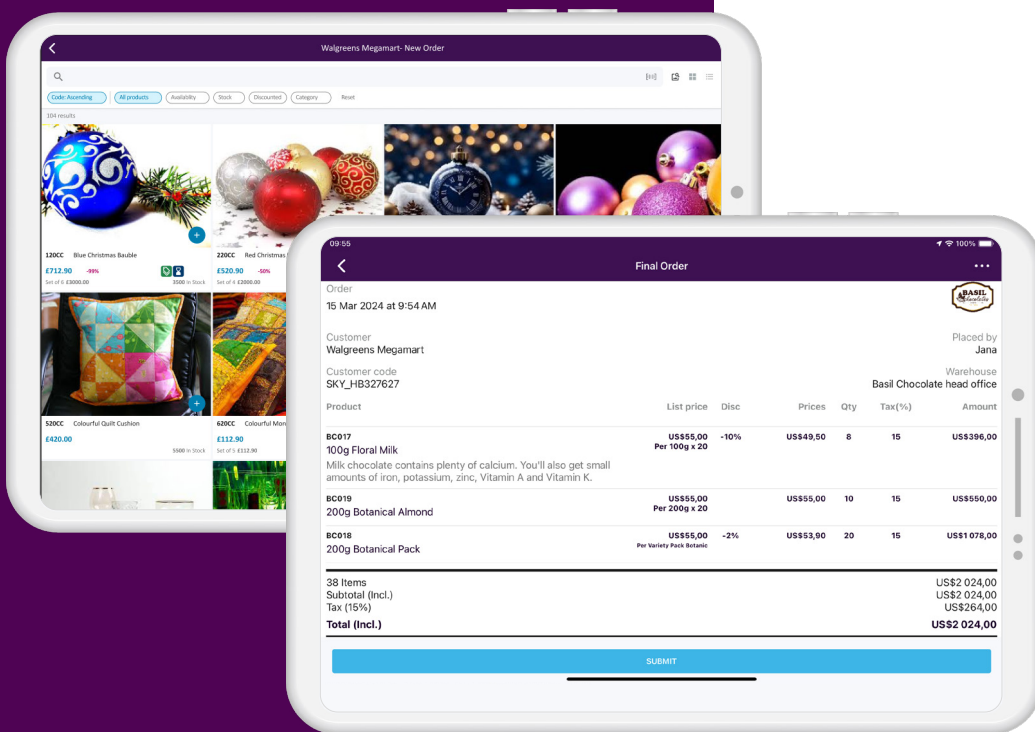 Walgreens Megamart- New Order
Code: Ascending All products Availability Stock Discounted Category Reset
104 results
120CC Blue Christmas Bauble
£712.90 -99%
Set of 6 £3000.00 3500 in Stock
220CC Red Christmas
£520.90 -50%
Set of 6 £2000.00
520CC Colourful Quilt Cushion
£420.00
5500 in Stock
620CC Colourful Mon
£112.90
Set of 5 £112.90
09:55 100%
Final Order
Order
15 Mar 2024 at 9:54 AM
BASIL
Chocolates
Customer Placed by
Walgreens Megamart Jana
Customer code Warehouse
SKY_HB327627 Basil Chocolate head office
Product List price Disc Prices Qty Tax(%) Amount
BC017 US$55,00 -10% US$49,50 8 15 US$396,00
100g Floral Milk Per 100g x 20
Milk chocolate contains plenty of calcium. You'll also get small
amounts of iron, potassium, zinc, Vitamin A and Vitamin K.
BC019 US$55,00 US$55,00 10 15 US$550,00
200g Botanical Almond Per 200g x 20
BC018 US$55,00 -2% US$53,90 20 15 US$1 078,00
200g Botanical Pack Per Variety Pack Botanic
38 Items US$2 024,00
Subtotal (Incl.) US$2 024,00
Tax (15%) US$264,00
Total (Incl.) US$2 024,00
SUBMIT